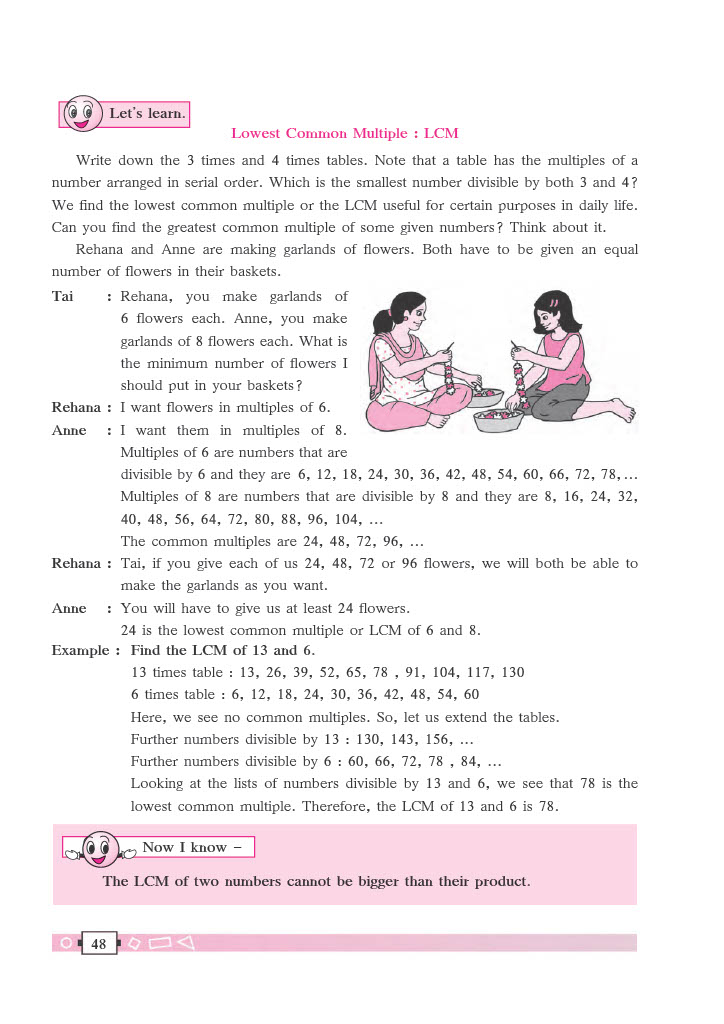 Let's learn.
Lowest Common Multiple : LCM
Write down the 3 times and 4 times tables. Note that a table has the multiples of a
number arranged in serial order. Which is the smallest number divisible by both 3 and 4?
We find the lowest common multiple or the LCM useful for certain purposes in daily life.
Can you find the greatest common multiple of some given numbers? Think about it.
Rehana and Anne are making garlands of flowers. Both have to be given an equal
number of flowers in their baskets.
Tai : Rehana, you make garlands of
6 flowers each. Anne, you make
garlands of 8 flowers each. What is
the minimum number of flowers I
should put in your baskets?
Rehana : I want flowers in multiples of 6.
Anne : I want them in multiples of 8.
Multiples of 6 are numbers that are
divisible by 6 and they are 6, 12, 18, 24, 30, 36, 42, 48, 54, 60, 66, 72, 78,...
Multiples of 8 are numbers that are divisible by 8 and they are 8, 16, 24, 32,
40, 48, 56, 64, 72, 80, 88, 96, 104, ...
The common multiples are 24, 48, 72, 96, ...
Rehana : Tai, if you give each of us 24, 48, 72 or 96 flowers, we will both be able to
make the garlands as you want.
Anne : You will have to give us at least 24 flowers.
24 is the lowest common multiple or LCM of 6 and 8.
Example : Find the LCM of 13 and 6.
13 times table : 13, 26, 39, 52, 65, 78 , 91, 104, 117, 130
6 times table : 6, 12, 18, 24, 30, 36, 42, 48, 54, 60
Here, we see no common multiples. So, let us extend the tables.
Further numbers divisible by 13 : 130, 143, 156, ...
Further numbers divisible by 6 : 60, 66, 72, 78 , 84, ...
Looking at the lists of numbers divisible by 13 and 6, we see that 78 is the
lowest common multiple. Therefore, the LCM of 13 and 6 is 78.
Now I know -
The LCM of two numbers cannot be bigger than their product.
48